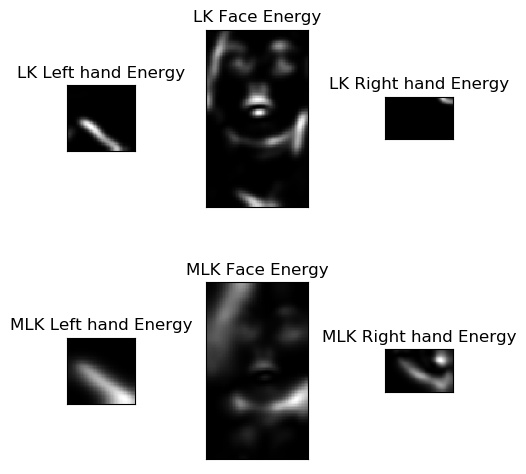 LK Face Energy
LK Left hand Energy
LK Right hand Energy
MLK Face Energy
MLK Left hand Energy
MLK Right hand Energy